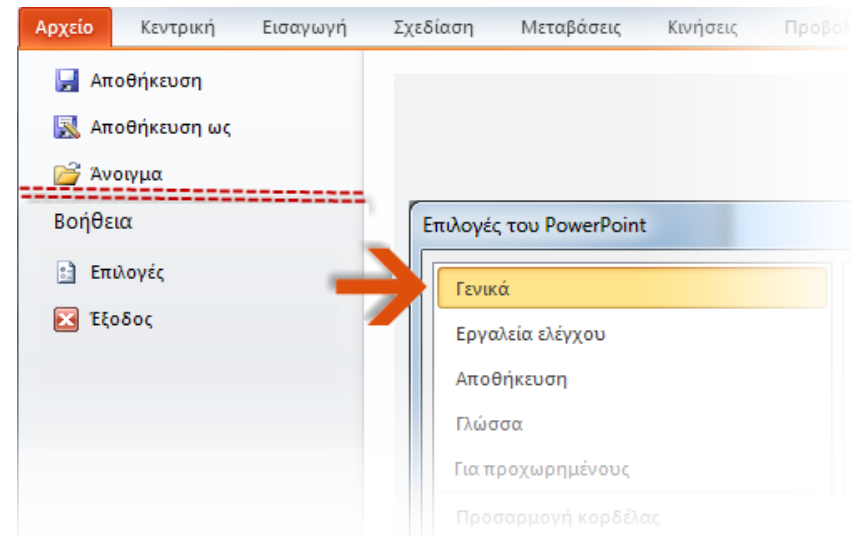 Αρχείο Κεντρική Εισαγωγή Σχεδίαση Μεταβάσεις Κινήσεις Προβολ
Αποθήκευση
Αποθήκευση ως
Άνοιγμα
Βοήθεια
Επιλογές
Έξοδος
Επιλογές του PowerPoint
Γενικά
Εργαλεία ελέγχου
Αποθήκευση
Γλώσσα
Για προχωρημένους
Προσαρμογή κορδέλας